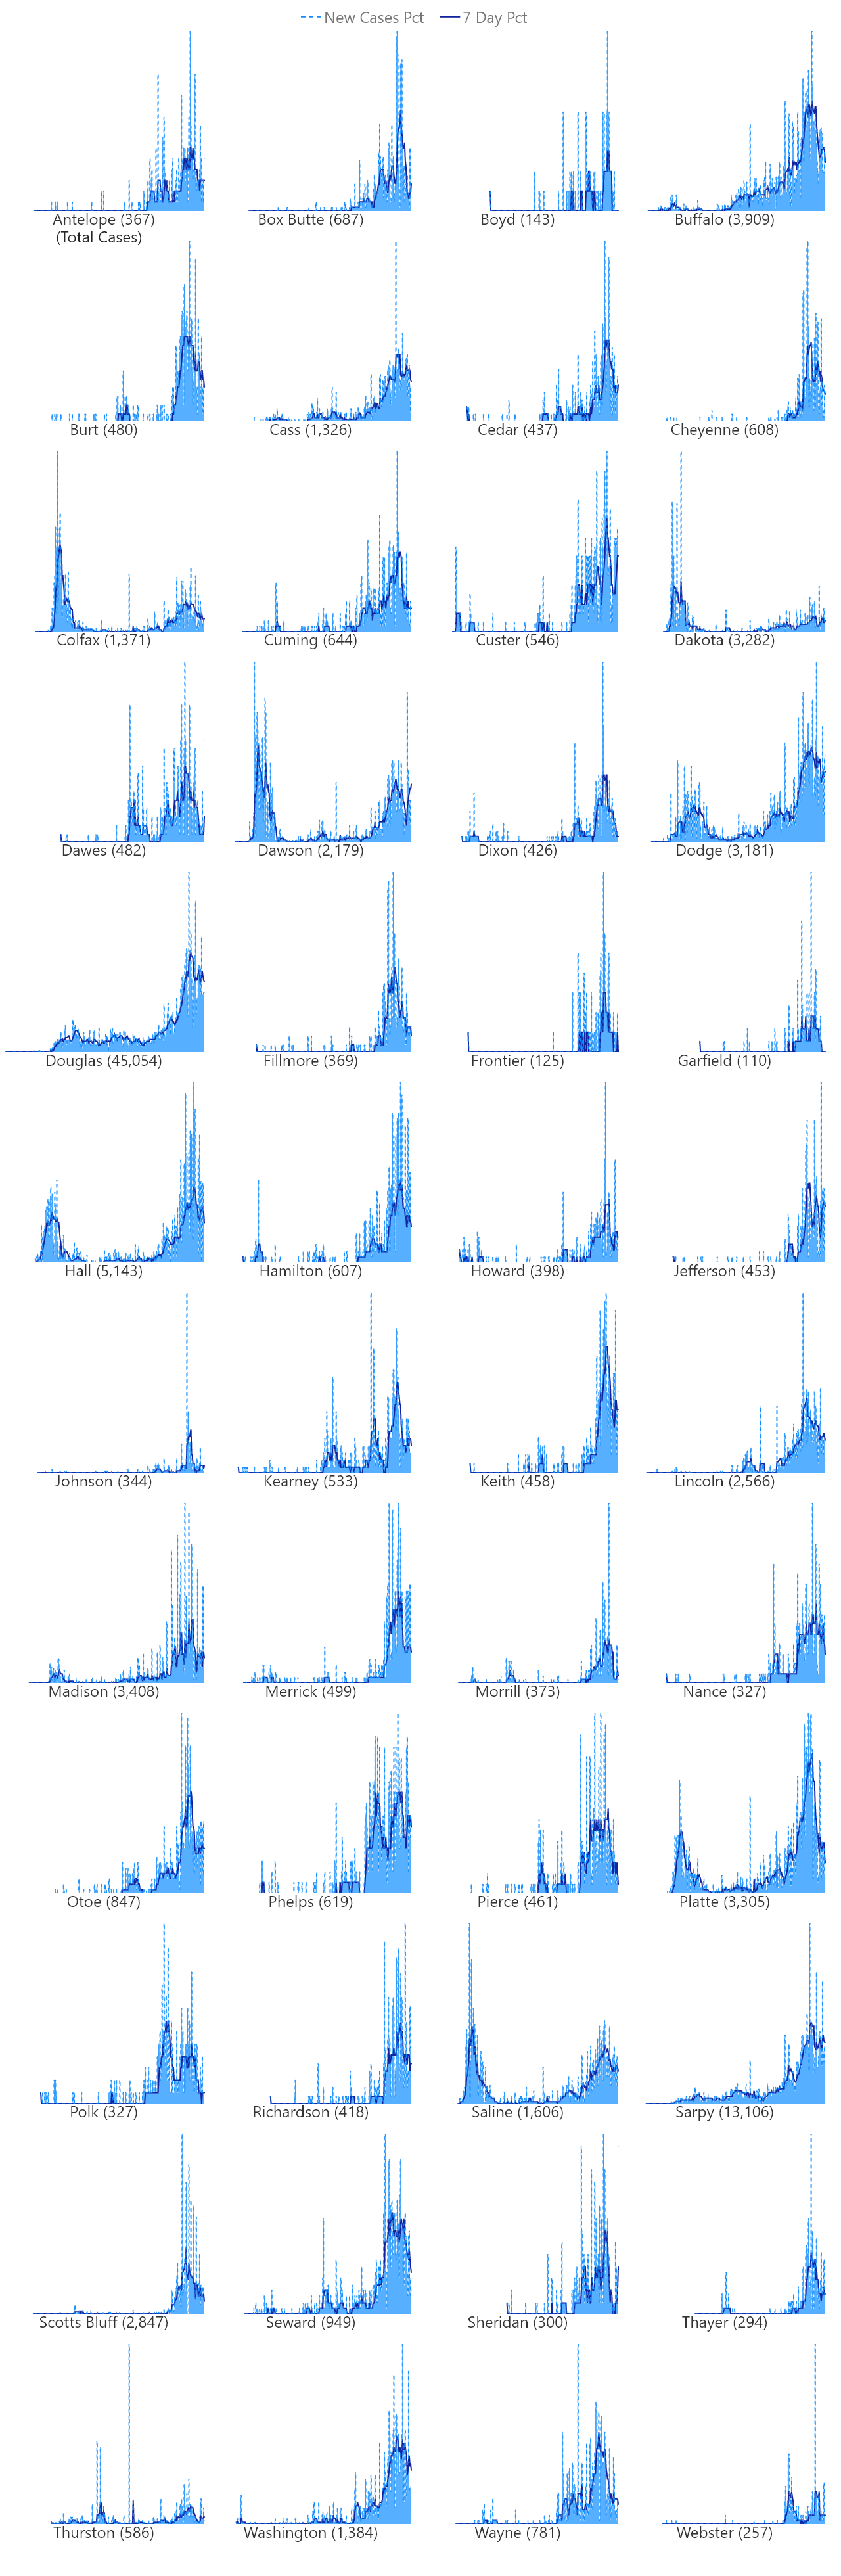 New Cases Pct 7 Day Pct
Antelope (367) Box Butte (687) Boyd (143) Buffalo (3,909)
(Total Cases)
Burt (480) Cass (1,326) Cedar (437) Cheyenne (608)
Colfax (1,371) Cuming (644) Custer (546) Dakota (3,282)
Dawes (482) Dawson (2,179) Dixon (426) Dodge (3,181)
Douglas (45,054) Fillmore (369) Frontier (125) Garfield (110)
Hall (5,143) Hamilton (607) Howard (398) Jefferson (453)
Johnson (344) Kearney (533) Keith (458) Lincoln (2,566)
Madison (3,408) Merrick (499) Morrill (373) Nance (327)
Otoe (847) Phelps (619) Pierce (461) Platte (3,305)
Polk (327) Richardson (418) Saline (1,606) Sarpy (13,106)
Scotts Bluff (2,847) Seward (949) Sheridan (300) Thayer (294)
Thurston (586) Washington (1,384) Wayne (781) Webster (257)